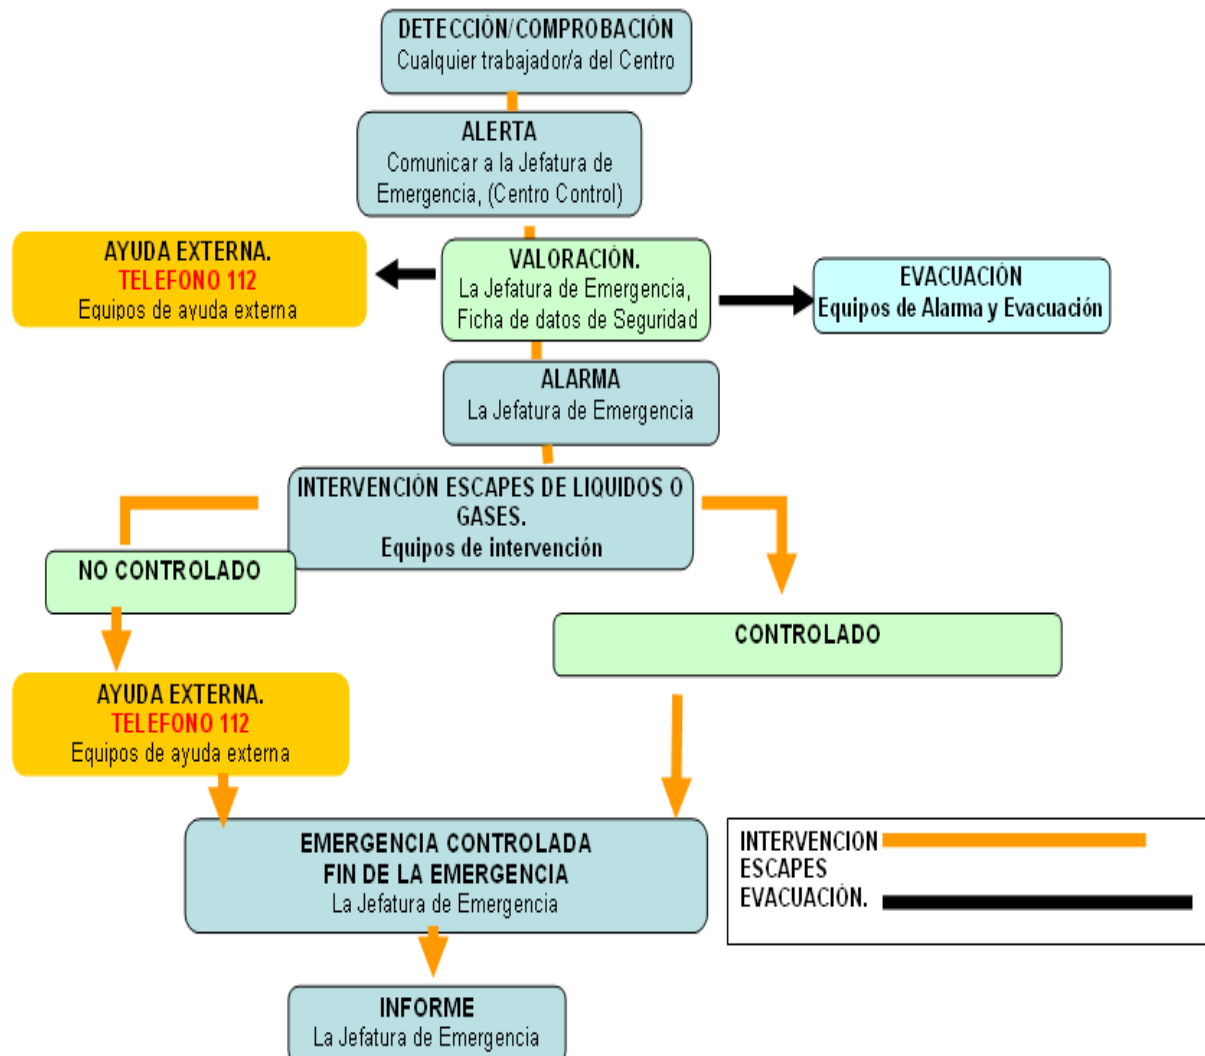 DETECCIÓN/COMPROBACIÓN
Cualquier trabajador/a del Centro
ALERTA
Comunicar a la Jefatura de
Emergencia, (Centro Control)
AYUDA EXTERNA.
TELEFONO 112
Equipos de ayuda externa
VALORACIÓN.
La Jefatura de Emergencia,
Ficha de datos de Seguridad
EVACUACIÓN
Equipos de Alarma y Evacuación
ALARMA
La Jefatura de Emergencia
INTERVENCIÓN ESCAPES DE LIQUIDOS O
GASES.
Equipos de intervención
NO CONTROLADO
CONTROLADO
AYUDA EXTERNA.
TELEFONO 112
Equipos de ayuda externa
EMERGENCIA CONTROLADA
FIN DE LA EMERGENCIA
La Jefatura de Emergencia
INTERVENCION
ESCAPES
EVACUACIÓN.
INFORME
La Jefatura de Emergencia